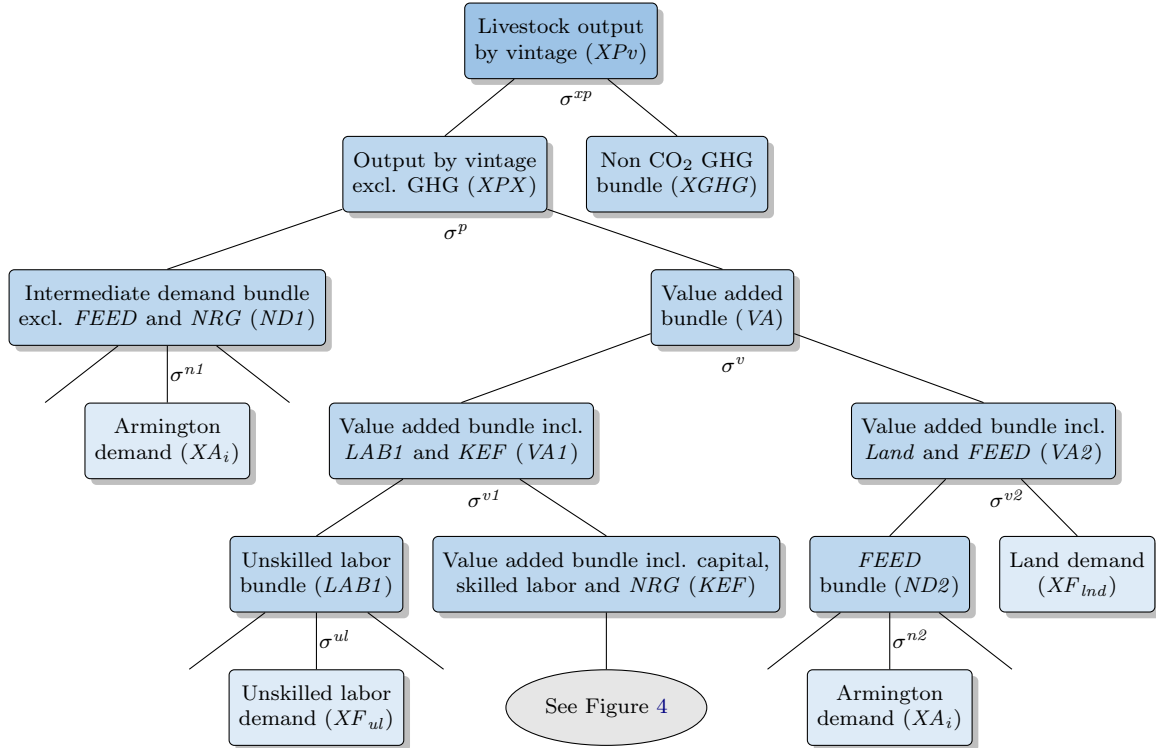 Livestock output
by vintage (XPv)
σ^xp
Output by vintage
excl. GHG (XPX)
Non CO₂ GHG
bundle (XGHG)
σ^p
Intermediate demand bundle
excl. FEED and NRG (ND1)
Value added
bundle (VA)
σ^n1
σ^v
Armington
demand (XA_i)
Value added bundle incl.
LAB1 and KEF (VA1)
Value added bundle incl.
Land and FEED (VA2)
σ^v1
σ^v2
Unskilled labor
bundle (LAB1)
Value added bundle incl. capital,
skilled labor and NRG (KEF)
FEED
bundle (ND2)
Land demand
(XF_lnd)
σ^ul
σ^n2
Unskilled labor
demand (XF_ul)
See Figure 4
Armington
demand (XA_i)